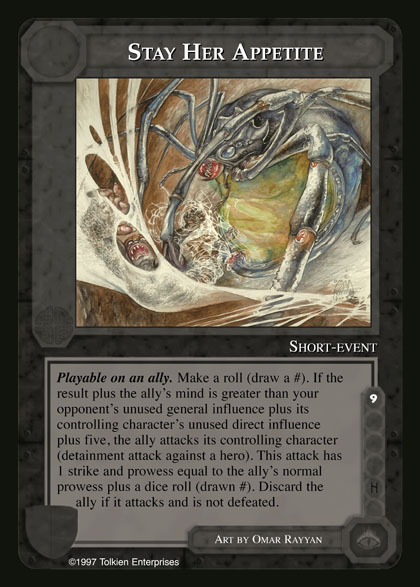 Stay Her Appetite
Short-event
Playable on an ally. Make a roll (draw a #). If the
result plus the ally's mind is greater than your
opponent's unused general influence plus its
controlling character's unused direct influence
plus five, the ally attacks its controlling character
(detainment attack against a hero). This attack has
1 strike and prowess equal to the ally's normal
prowess plus a dice roll (drawn #). Discard the
ally if it attacks and is not defeated.
9
H
Art by Omar Rayyan
©1997 Tolkien Enterprises